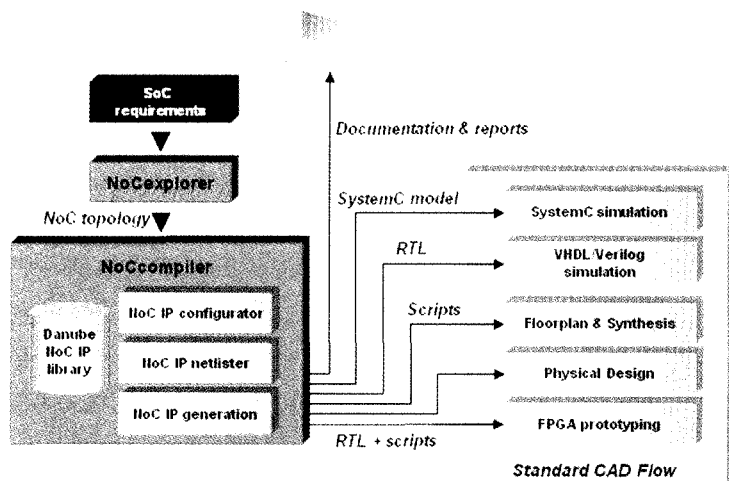 SoC
requirements
Documentation & reports
NoCexplorer
NoC topology
SystemC model
SystemC simulation
NoCcompiler
RTL
VHDL/Verilog
simulation
NoC IP configurator
Scripts
Danube
NoC IP
library
Floorplan & Synthesis
NoC IP netlister
Physical Design
NoC IP generation
FPGA prototyping
RTL + scripts
Standard CAD Flow